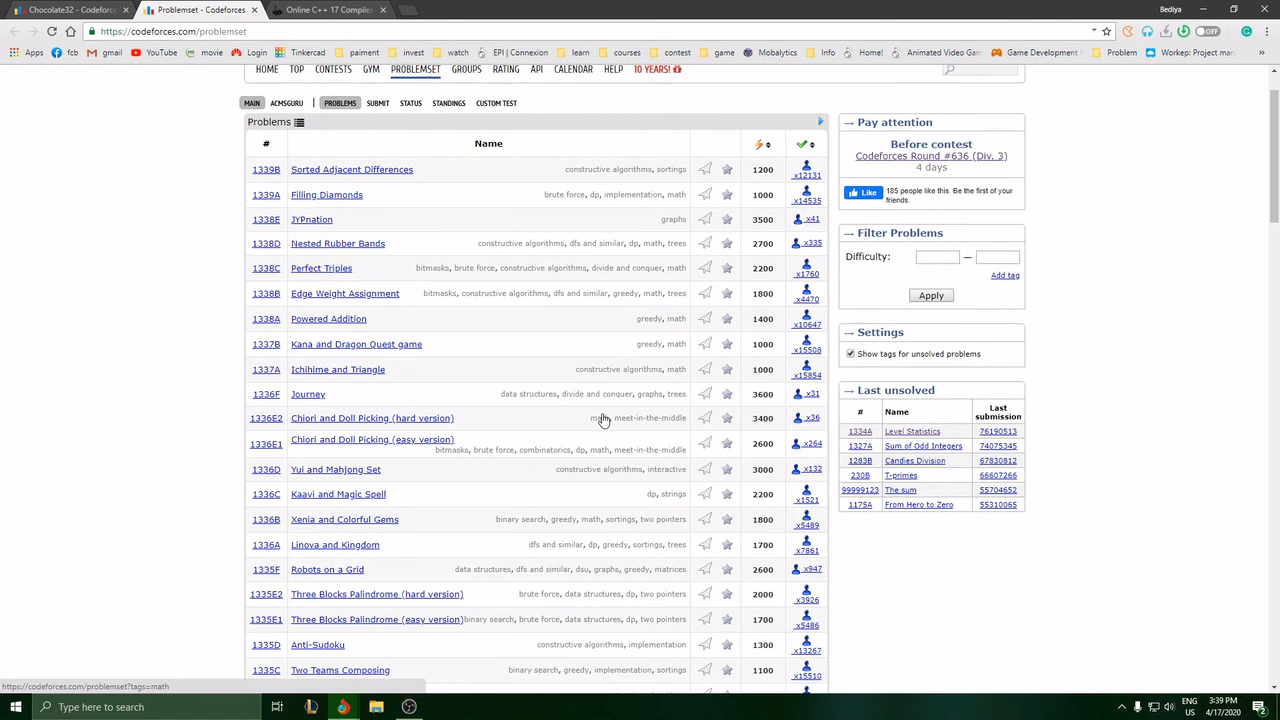 Chocolate32 - Codeforc
Problemset - Codeforces
Online C++ 17 Compiler
Bediya
https://codeforces.com/problemset
OFF
Apps fcb gmail YouTube movie Login Tinkercad paiment invest watch EPI | Connexion learn courses contest game Mobalytics Info Home! Animated Video Gam Game Development Problem Workep: Project man
HOME TOP CONTESTS GYM PROBLEMSET GROUPS RATING API CALENDAR HELP 10 YEARS!
MAIN ACMSGURU | PROBLEMS SUBMIT STATUS STANDINGS CUSTOM TEST
Problems
# Name
1339B Sorted Adjacent Differences constructive algorithms, sortings 1200 x12131
1339A Filling Diamonds brute force, dp, implementation, math 1000 x14535
1338E JYPnation graphs 3500 x41
1338D Nested Rubber Bands constructive algorithms, dfs and similar, dp, math, trees 2700 x335
1338C Perfect Triples bitmasks, brute force, constructive algorithms, divide and conquer, math 2200 x1760
1338B Edge Weight Assignment bitmasks, constructive algorithms, dfs and similar, greedy, math, trees 1800 x4470
1338A Powered Addition greedy, math 1400 x10647
1337B Kana and Dragon Quest game greedy, math 1000 x15508
1337A Ichihime and Triangle constructive algorithms, math 1000 x15854
1336F Journey data structures, divide and conquer, graphs, trees 3600 x31
1336E2 Chiori and Doll Picking (hard version) math, meet-in-the-middle 3400 x36
1336E1 Chiori and Doll Picking (easy version) bitmasks, brute force, combinatorics, dp, math, meet-in-the-middle 2600 x264
1336D Yui and Mahjong Set constructive algorithms, interactive 3000 x132
1336C Kaavi and Magic Spell dp, strings 2200 x1521
1336B Xenia and Colorful Gems binary search, greedy, math, sortings, two pointers 1800 x5489
1336A Linova and Kingdom dfs and similar, dp, greedy, sortings, trees 1700 x7861
1335F Robots on a Grid data structures, dfs and similar, dsu, graphs, greedy, matrices 2600 x947
1335E2 Three Blocks Palindrome (hard version) brute force, data structures, dp, two pointers 2000 x3926
1335E1 Three Blocks Palindrome (easy version) binary search, brute force, data structures, dp, two pointers 1700 x5486
1335D Anti-Sudoku constructive algorithms, implementation 1300 x13267
1335C Two Teams Composing binary search, greedy, implementation, sortings 1100 x15510
→ Pay attention
Before contest
Codeforces Round #636 (Div. 3)
4 days
Like 185 people like this. Be the first of your
friends.
→ Filter Problems
Difficulty: —
Add tag
Apply
→ Settings
Show tags for unsolved problems
→ Last unsolved
# Name Last submission
1334A Level Statistics 76190513
1327A Sum of Odd Integers 74075345
1283B Candies Division 67830812
230B T-primes 66607266
99999123 The sum 55704652
1175A From Hero to Zero 55310065
https://codeforces.com/problemset?tags=math
Type here to search
ENG
US
3:39 PM
4/17/2020
2